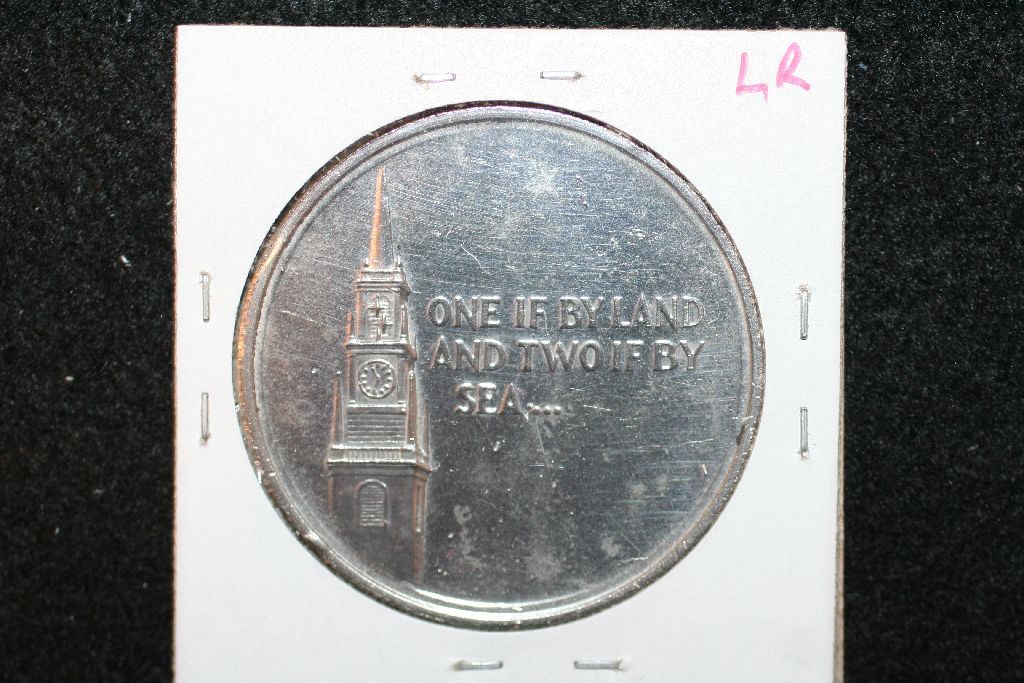 LR
ONE IF BY LAND
AND TWO IF BY
SEA,...